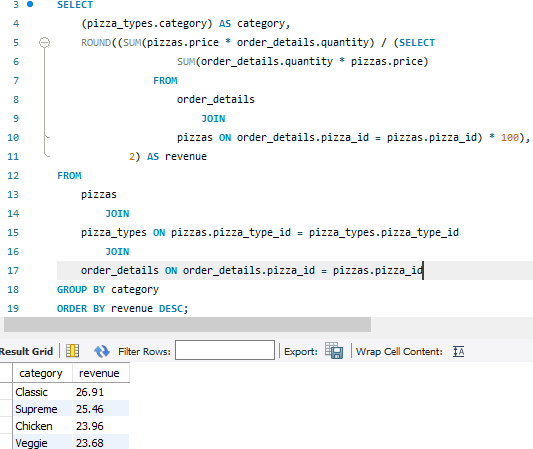 3 SELECT
4 (pizza_types.category) AS category,
5 ROUND((SUM(pizzas.price * order_details.quantity) / (SELECT
6 SUM(order_details.quantity * pizzas.price)
7 FROM
8 order_details
9 JOIN
10 pizzas ON order_details.pizza_id = pizzas.pizza_id) * 100),
11 2) AS revenue
12 FROM
13 pizzas
14 JOIN
15 pizza_types ON pizzas.pizza_type_id = pizza_types.pizza_type_id
16 JOIN
17 order_details ON order_details.pizza_id = pizzas.pizza_id
18 GROUP BY category
19 ORDER BY revenue DESC;
Result Grid Filter Rows: Export: Wrap Cell Content: IA
category revenue
Classic 26.91
Supreme 25.46
Chicken 23.96
Veggie 23.68